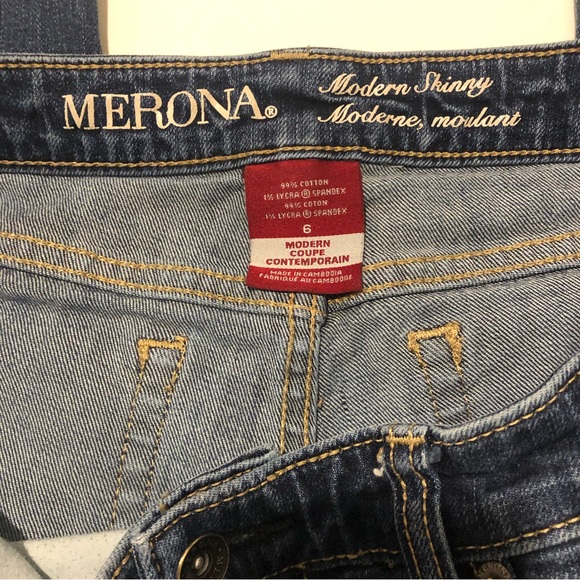 MERONA®
Modern Skinny
Moderne, moulant
99% COTTON
1% LYCRA ® SPANDEX
99% COTON
1% LYCRA ® SPANDEX
6
MODERN
COUPE
CONTEMPORAIN
MADE IN CAMBODIA
FABRIQUÉ AU CAMBODGE